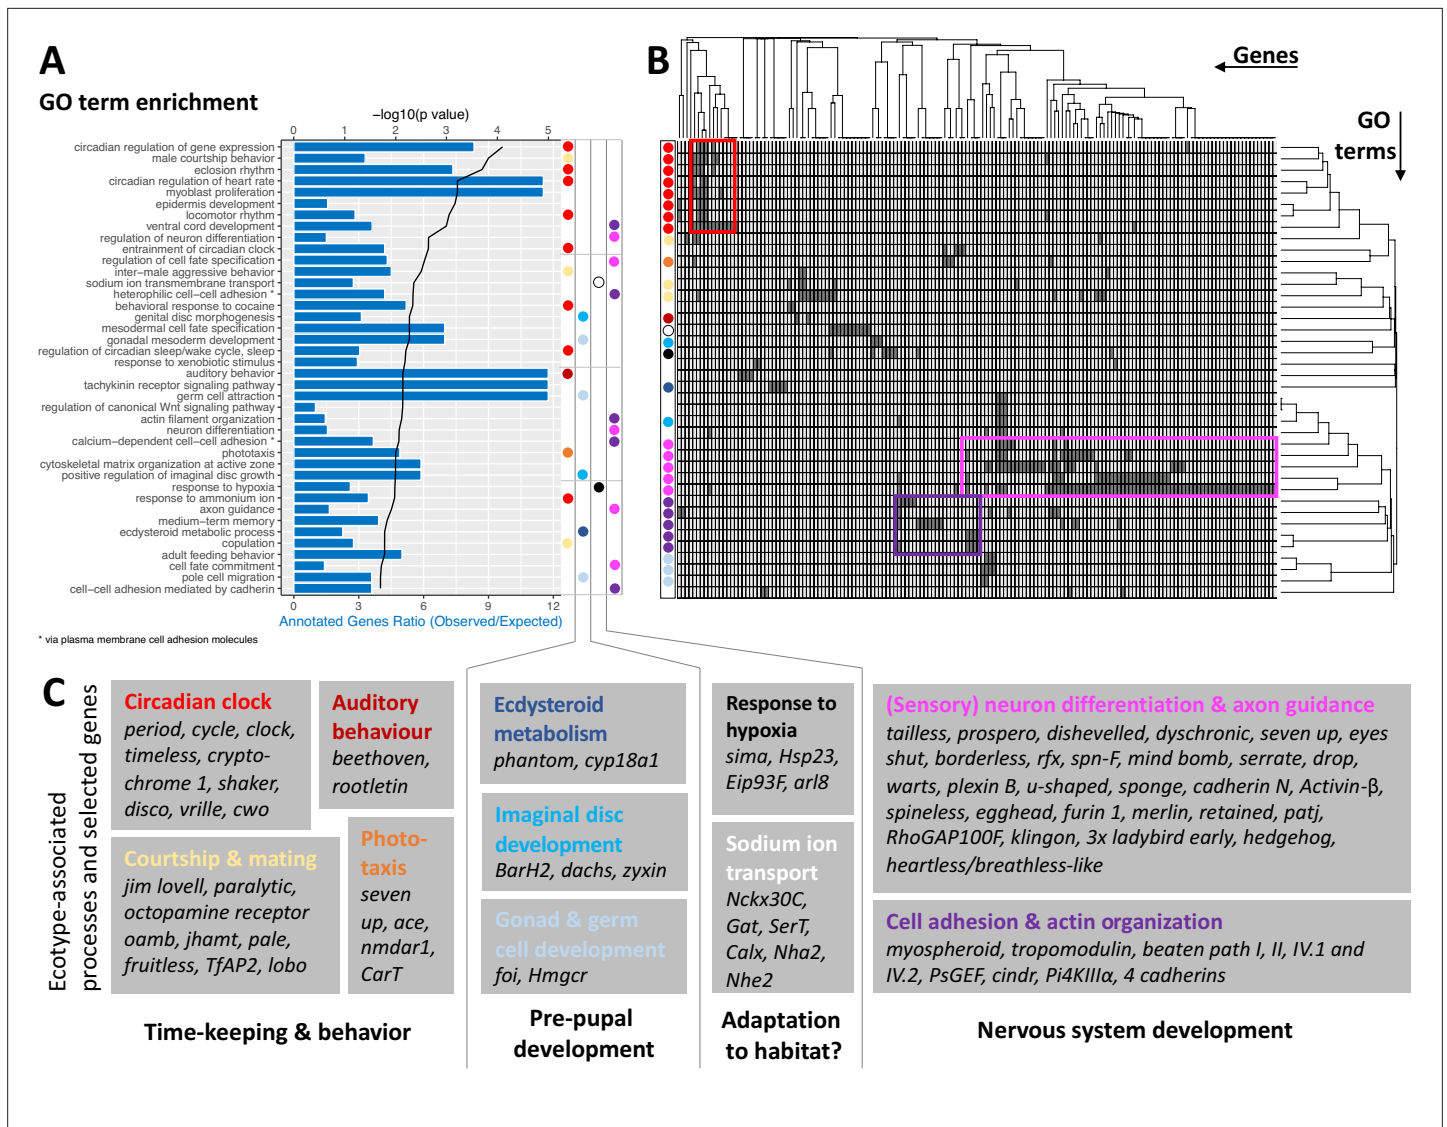 A
GO term enrichment
−log10(p value)
0 1 2 3 4 5
circadian regulation of gene expression
male courtship behavior
eclosion rhythm
circadian regulation of heart rate
myoblast proliferation
epidermis development
locomotor rhythm
ventral cord development
regulation of neuron differentiation
entrainment of circadian clock
regulation of cell fate specification
inter−male aggressive behavior
sodium ion transmembrane transport
heterophilic cell−cell adhesion *
behavioral response to cocaine
genital disc morphogenesis
mesodermal cell fate specification
gonadal mesoderm development
regulation of circadian sleep/wake cycle, sleep
response to xenobiotic stimulus
auditory behavior
tachykinin receptor signaling pathway
germ cell attraction
regulation of canonical Wnt signaling pathway
actin filament organization
neuron differentiation
calcium−dependent cell−cell adhesion *
phototaxis
cytoskeletal matrix organization at active zone
positive regulation of imaginal disc growth
response to hypoxia
response to ammonium ion
axon guidance
medium−term memory
ecdysteroid metabolic process
copulation
adult feeding behavior
cell fate commitment
pole cell migration
cell−cell adhesion mediated by cadherin
0 3 6 9 12
Annotated Genes Ratio (Observed/Expected)
* via plasma membrane cell adhesion molecules
B
Genes
GO
terms
C
Ecotype-associated
processes and selected genes
Circadian clock
period, cycle, clock,
timeless, crypto-
chrome 1, shaker,
disco, vrille, cwo
Auditory
behaviour
beethoven,
rootletin
Courtship & mating
jim lovell, paralytic,
octopamine receptor
oamb, jhamt, pale,
fruitless, TfAP2, lobo
Photo-
taxis
seven
up, ace,
nmdar1,
CarT
Time-keeping & behavior
Ecdysteroid
metabolism
phantom, cyp18a1
Imaginal disc
development
BarH2, dachs, zyxin
Gonad & germ
cell development
foi, Hmgcr
Pre-pupal
development
Response to
hypoxia
sima, Hsp23,
Eip93F, arl8
Sodium ion
transport
Nckx30C,
Gat, SerT,
Calx, Nha2,
Nhe2
Adaptation
to habitat?
(Sensory) neuron differentiation & axon guidance
tailless, prospero, dishevelled, dyschronic, seven up, eyes
shut, borderless, rfx, spn-F, mind bomb, serrate, drop,
warts, plexin B, u-shaped, sponge, cadherin N, Activin-β,
spineless, egghead, furin 1, merlin, retained, patj,
RhoGAP100F, klingon, 3x ladybird early, hedgehog,
heartless/breathless-like
Cell adhesion & actin organization
myospheroid, tropomodulin, beaten path I, II, IV.1 and
IV.2, PsGEF, cindr, Pi4KIIIα, 4 cadherins
Nervous system development